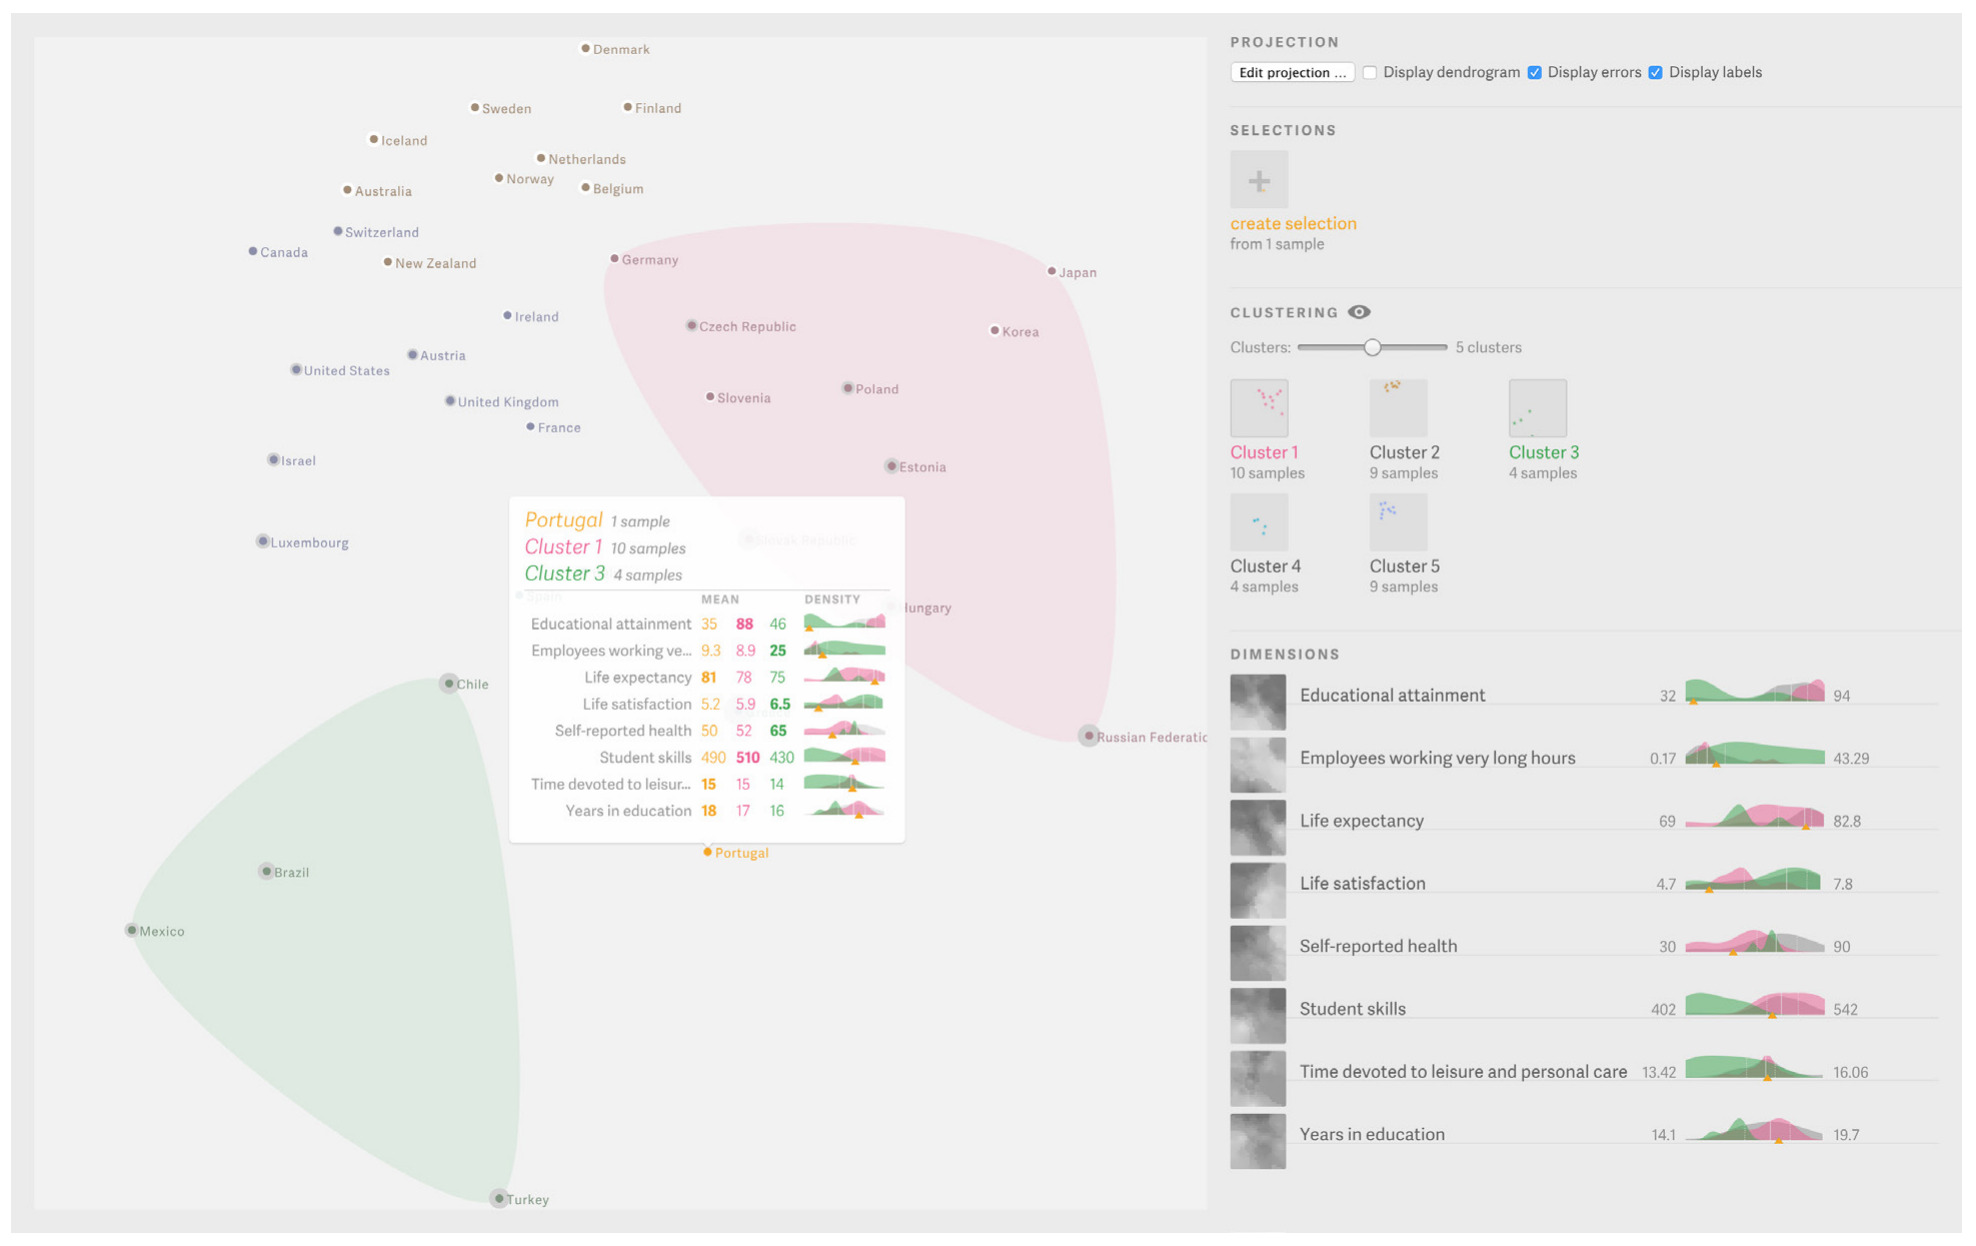 Denmark
Sweden
Finland
Iceland
Netherlands
Norway
Belgium
Australia
Switzerland
Canada
New Zealand
Germany
Japan
Ireland
Czech Republic
Korea
Austria
United States
Poland
Slovenia
United Kingdom
France
Israel
Estonia
Luxembourg
Slovak Republic
Spain
Hungary
Chile
Russian Federatic
Portugal 1 sample
Cluster 1 10 samples
Cluster 3 4 samples
MEAN DENSITY
Educational attainment 35 88 46
Employees working ve... 9.3 8.9 25
Life expectancy 81 78 75
Life satisfaction 5.2 5.9 6.5
Self-reported health 50 52 65
Student skills 490 510 430
Time devoted to leisur... 15 15 14
Years in education 18 17 16
Portugal
Brazil
Mexico
Turkey
PROJECTION
Edit projection ... Display dendrogram Display errors Display labels
SELECTIONS
create selection
from 1 sample
CLUSTERING
Clusters: 5 clusters
Cluster 1 Cluster 2 Cluster 3
10 samples 9 samples 4 samples
Cluster 4 Cluster 5
4 samples 9 samples
DIMENSIONS
Educational attainment 32 94
Employees working very long hours 0.17 43.29
Life expectancy 69 82.8
Life satisfaction 4.7 7.8
Self-reported health 30 90
Student skills 402 542
Time devoted to leisure and personal care 13.42 16.06
Years in education 14.1 19.7